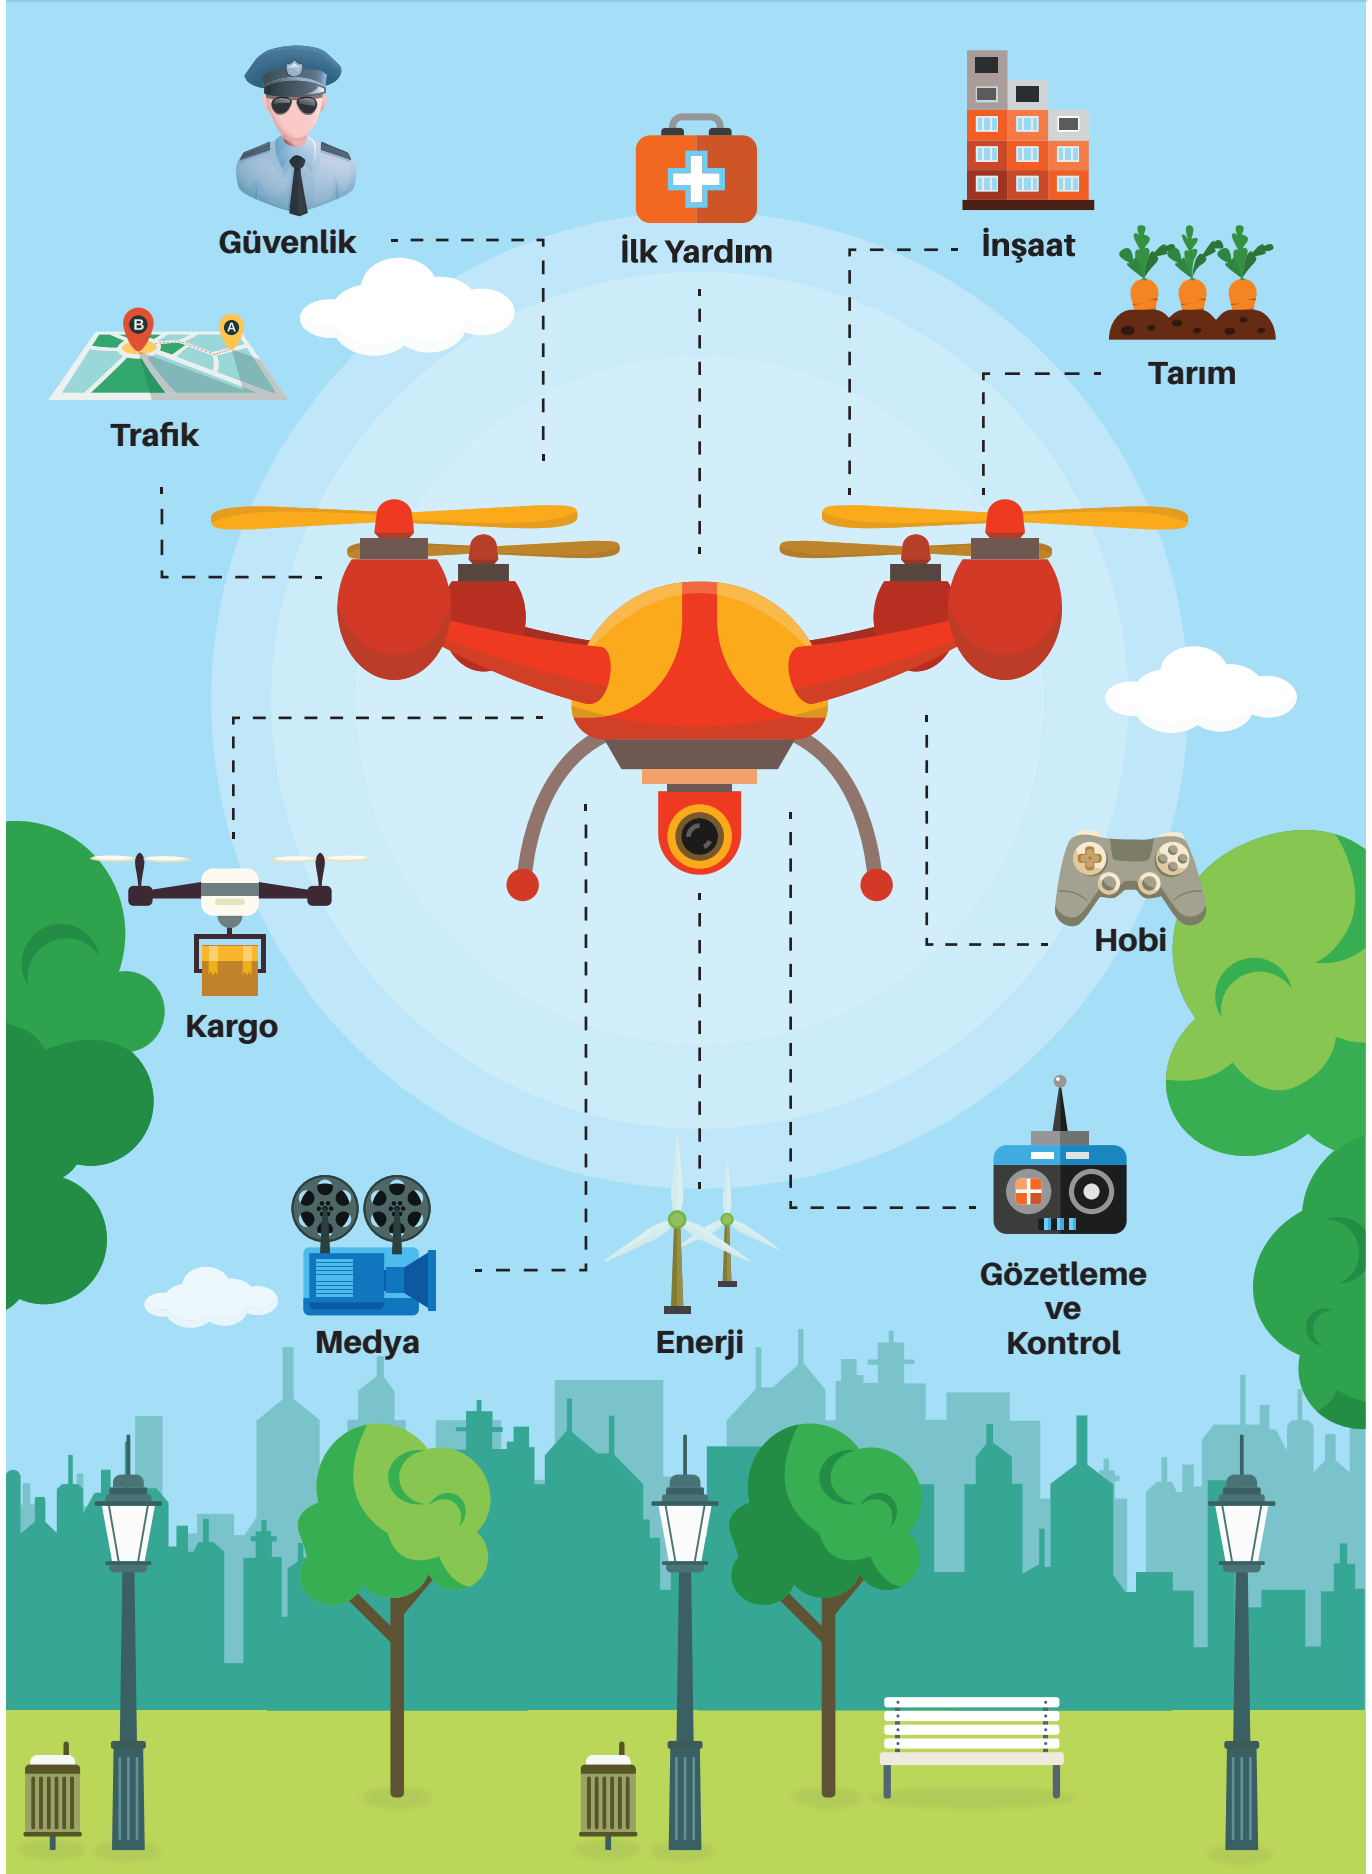 Güvenlik
İlk Yardım
İnşaat
Tarım
B
A
Trafik
Hobi
Kargo
Gözetleme
ve
Kontrol
Medya
Enerji